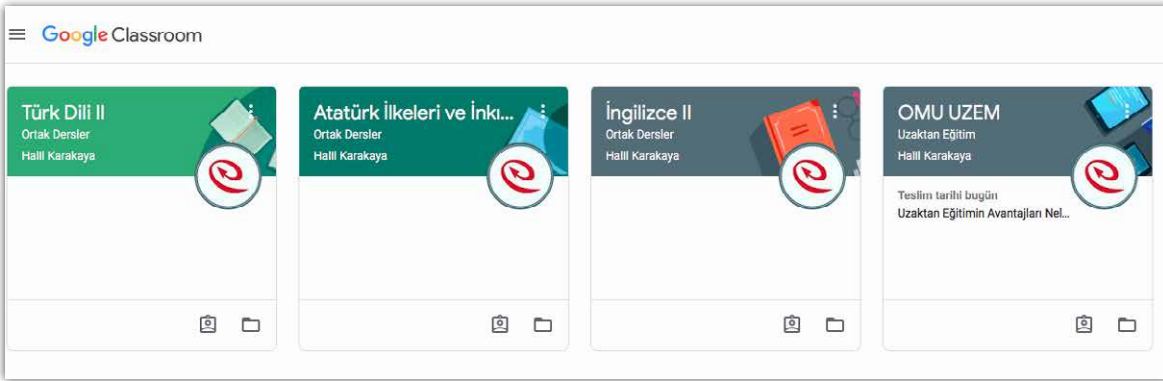 Google Classroom
Türk Dili II
Ortak Dersler
Halil Karakaya
Atatürk İlkeleri ve İnkı...
Ortak Dersler
Halil Karakaya
İngilizce II
Ortak Dersler
Halil Karakaya
OMU UZEM
Uzaktan Eğitim
Halil Karakaya
Teslim tarihi bugün
Uzaktan Eğitimin Avantajları Nel...